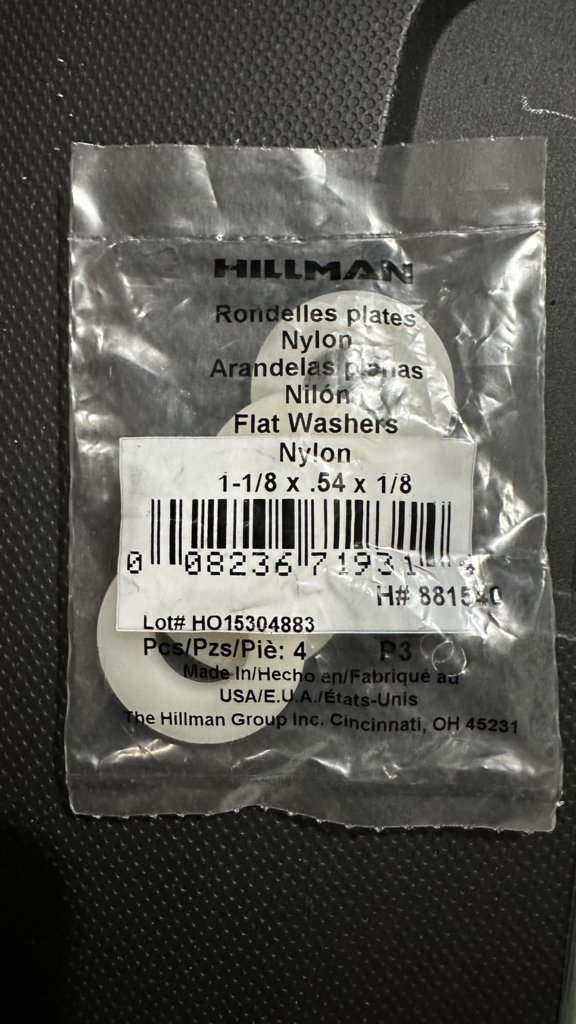 HILLMAN
Rondelles plates
Nylon
Arandelas planas
Nilón
Flat Washers
Nylon
1-1/8 x .54 x 1/8
0 08236 71931 4
H#
Lot# HO15304883
Pcs/Pzs/Piè: 4 P3
Made In/Hecho en/Fabriqué au
USA/E.U.A./États-Unis
The Hillman Group Inc. Cincinnati, OH 45231